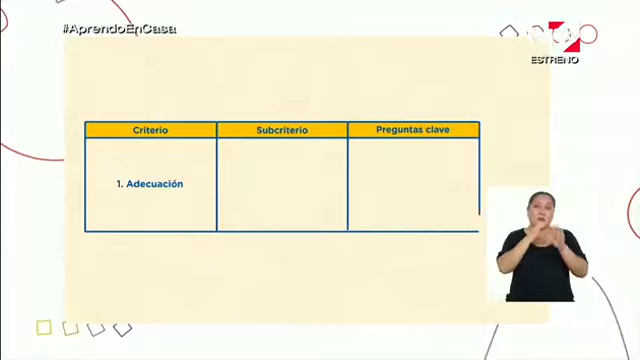 #AprendoEnCasa
ESTRENO
Criterio
Subcriterio
Preguntas clave
1. Adecuación